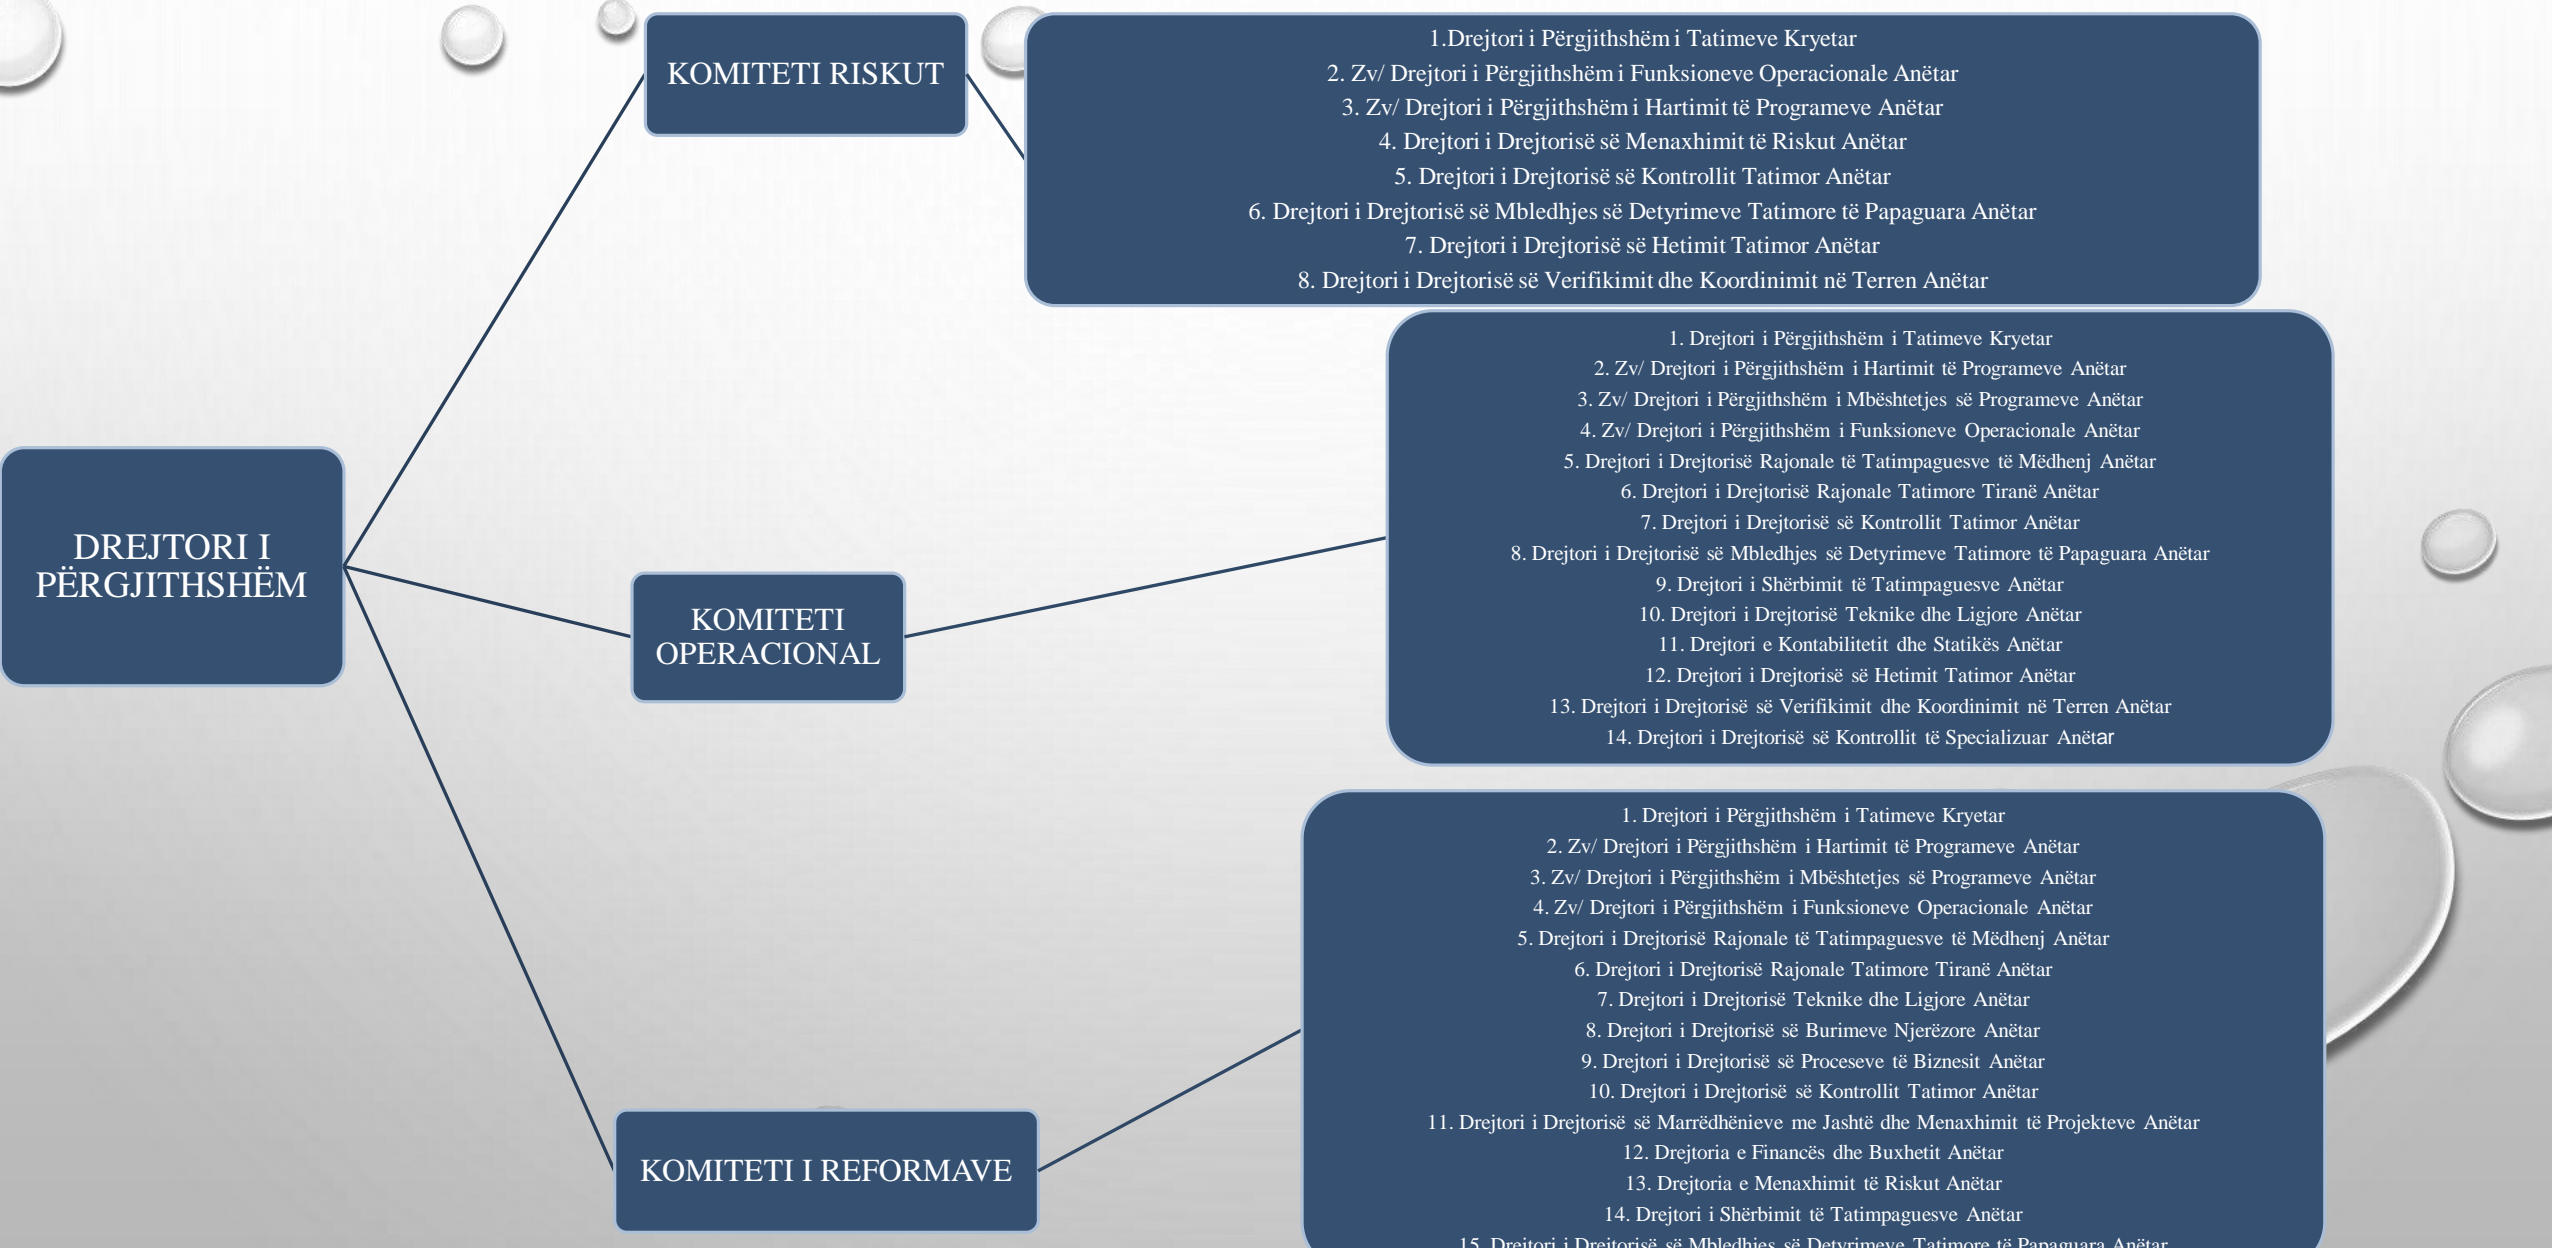 KOMITETI RISKUT
1.Drejtori i Përgjithshëm i Tatimeve Kryetar
2. Zv/ Drejtori i Përgjithshëm i Funksioneve Operacionale Anëtar
3. Zv/ Drejtori i Përgjithshëm i Hartimit të Programeve Anëtar
4. Drejtori i Drejtorisë së Menaxhimit të Riskut Anëtar
5. Drejtori i Drejtorisë së Kontrollit Tatimor Anëtar
6. Drejtori i Drejtorisë së Mbledhjes së Detyrimeve Tatimore të Papaguara Anëtar
7. Drejtori i Drejtorisë së Hetimit Tatimor Anëtar
8. Drejtori i Drejtorisë së Verifikimit dhe Koordinimit në Terren Anëtar
DREJTORI I
PËRGJITHSHËM
KOMITETI
OPERACIONAL
1. Drejtori i Përgjithshëm i Tatimeve Kryetar
2. Zv/ Drejtori i Përgjithshëm i Hartimit të Programeve Anëtar
3. Zv/ Drejtori i Përgjithshëm i Mbështetjes së Programeve Anëtar
4. Zv/ Drejtori i Përgjithshëm i Funksioneve Operacionale Anëtar
5. Drejtori i Drejtorisë Rajonale të Tatimpaguesve të Mëdhenj Anëtar
6. Drejtori i Drejtorisë Rajonale Tatimore Tiranë Anëtar
7. Drejtori i Drejtorisë së Kontrollit Tatimor Anëtar
8. Drejtori i Drejtorisë së Mbledhjes së Detyrimeve Tatimore të Papaguara Anëtar
9. Drejtori i Shërbimit të Tatimpaguesve Anëtar
10. Drejtori i Drejtorisë Teknike dhe Ligjore Anëtar
11. Drejtori e Kontabilitetit dhe Statikës Anëtar
12. Drejtori i Drejtorisë së Hetimit Tatimor Anëtar
13. Drejtori i Drejtorisë së Verifikimit dhe Koordinimit në Terren Anëtar
14. Drejtori i Drejtorisë së Kontrollit të Specializuar Anëtar
KOMITETI I REFORMAVE
1. Drejtori i Përgjithshëm i Tatimeve Kryetar
2. Zv/ Drejtori i Përgjithshëm i Hartimit të Programeve Anëtar
3. Zv/ Drejtori i Përgjithshëm i Mbështetjes së Programeve Anëtar
4. Zv/ Drejtori i Përgjithshëm i Funksioneve Operacionale Anëtar
5. Drejtori i Drejtorisë Rajonale të Tatimpaguesve të Mëdhenj Anëtar
6. Drejtori i Drejtorisë Rajonale Tatimore Tiranë Anëtar
7. Drejtori i Drejtorisë Teknike dhe Ligjore Anëtar
8. Drejtori i Drejtorisë së Burimeve Njerëzore Anëtar
9. Drejtori i Drejtorisë së Proceseve të Biznesit Anëtar
10. Drejtori i Drejtorisë së Kontrollit Tatimor Anëtar
11. Drejtori i Drejtorisë së Marrëdhënieve me Jashtë dhe Menaxhimit të Projekteve Anëtar
12. Drejtoria e Financës dhe Buxhetit Anëtar
13. Drejtoria e Menaxhimit të Riskut Anëtar
14. Drejtori i Shërbimit të Tatimpaguesve Anëtar
15. Drejtori i Drejtorisë së Mbledhjes së Detyrimeve Tatimore të Papaguara Anëtar